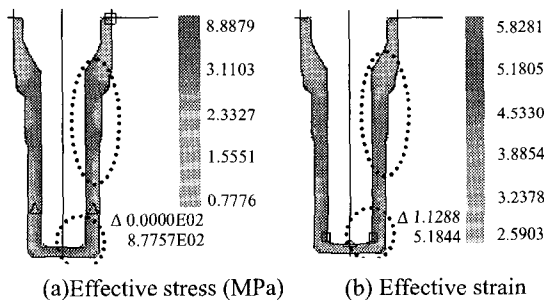 8.8879
3.1103
2.3327
1.5551
0.7776
Δ 0.0000E02
8.7757E02
(a)Effective stress (MPa)
5.8281
5.1805
4.5330
3.8854
3.2378
2.5903
Δ 1.1288
5.1844
(b) Effective strain